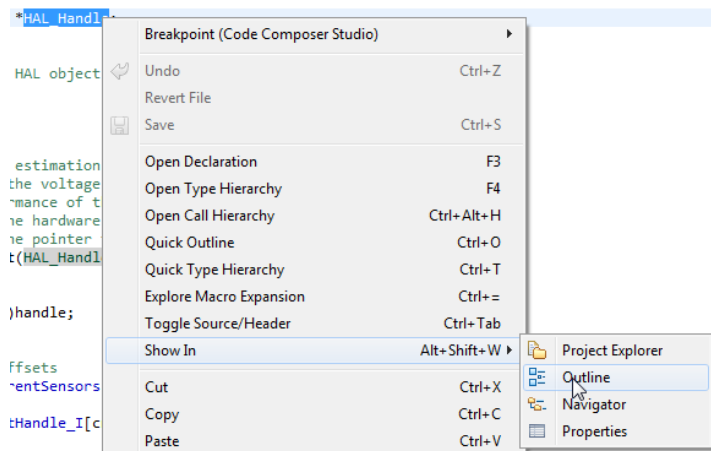 *HAL_Handle;
Breakpoint (Code Composer Studio)
HAL object
Undo Ctrl+Z
Revert File
Save Ctrl+S
estimation
Open Declaration F3
the voltage
Open Type Hierarchy F4
rmance of t
Open Call Hierarchy Ctrl+Alt+H
he hardware
Quick Outline Ctrl+O
he pointer
t(HAL_Handl
Quick Type Hierarchy Ctrl+T
Explore Macro Expansion Ctrl+=
)handle;
Toggle Source/Header Ctrl+Tab
Show In Alt+Shift+W
Project Explorer
ffsets
Outline
rentSensors
Cut Ctrl+X
Navigator
Copy Ctrl+C
tHandle_I[c
Properties
Paste Ctrl+V